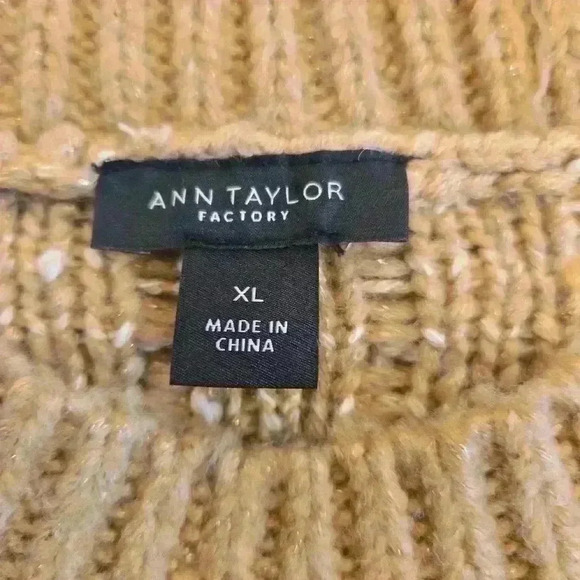 ANN TAYLOR
FACTORY
XL
MADE IN
CHINA